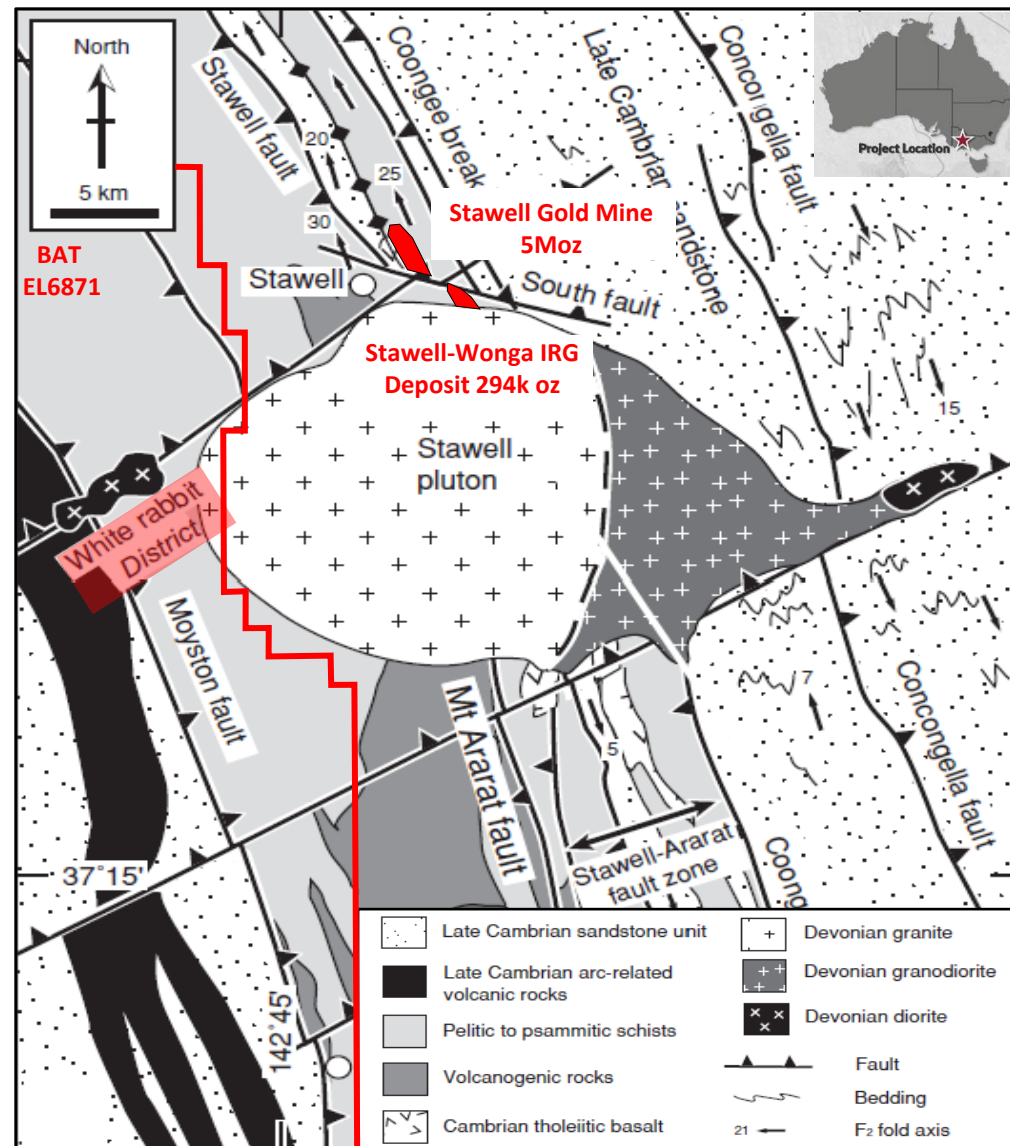 North
5 km
BAT
EL6871
Stawell fault
20
25
30
Coongee break
Late Cambrian sandstone
Concongella fault
Project Location
Stawell Gold Mine
5Moz
Stawell
South fault
Stawell-Wonga IRG
Deposit 294k oz
15
Stawell
pluton
White rabbit
District
Moyston fault
Mt Ararat fault
7
5
Concongella fault
Stawell-Ararat
fault zone
Coong
37°15'
142°45'
Late Cambrian sandstone unit
Late Cambrian arc-related
volcanic rocks
Pelitic to psammitic schists
Volcanogenic rocks
Cambrian tholeiitic basalt
Devonian granite
Devonian granodiorite
Devonian diorite
Fault
Bedding
21
F2 fold axis